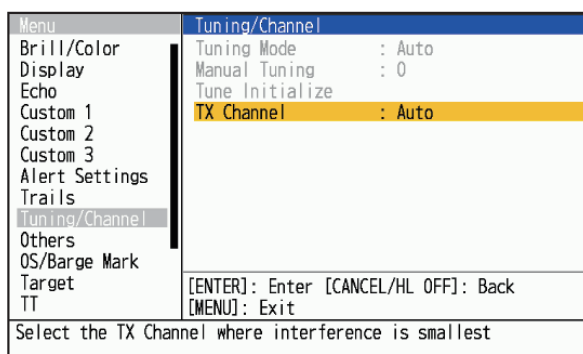 Menu
Brill/Color
Display
Echo
Custom 1
Custom 2
Custom 3
Alert Settings
Trails
Tuning/Channel
Others
OS/Barge Mark
Target
TT
Tuning/Channel
Tuning Mode : Auto
Manual Tuning : 0
Tune Initialize
TX Channel : Auto
[ENTER]: Enter [CANCEL/HL OFF]: Back
[MENU]: Exit
Select the TX Channel where interference is smallest